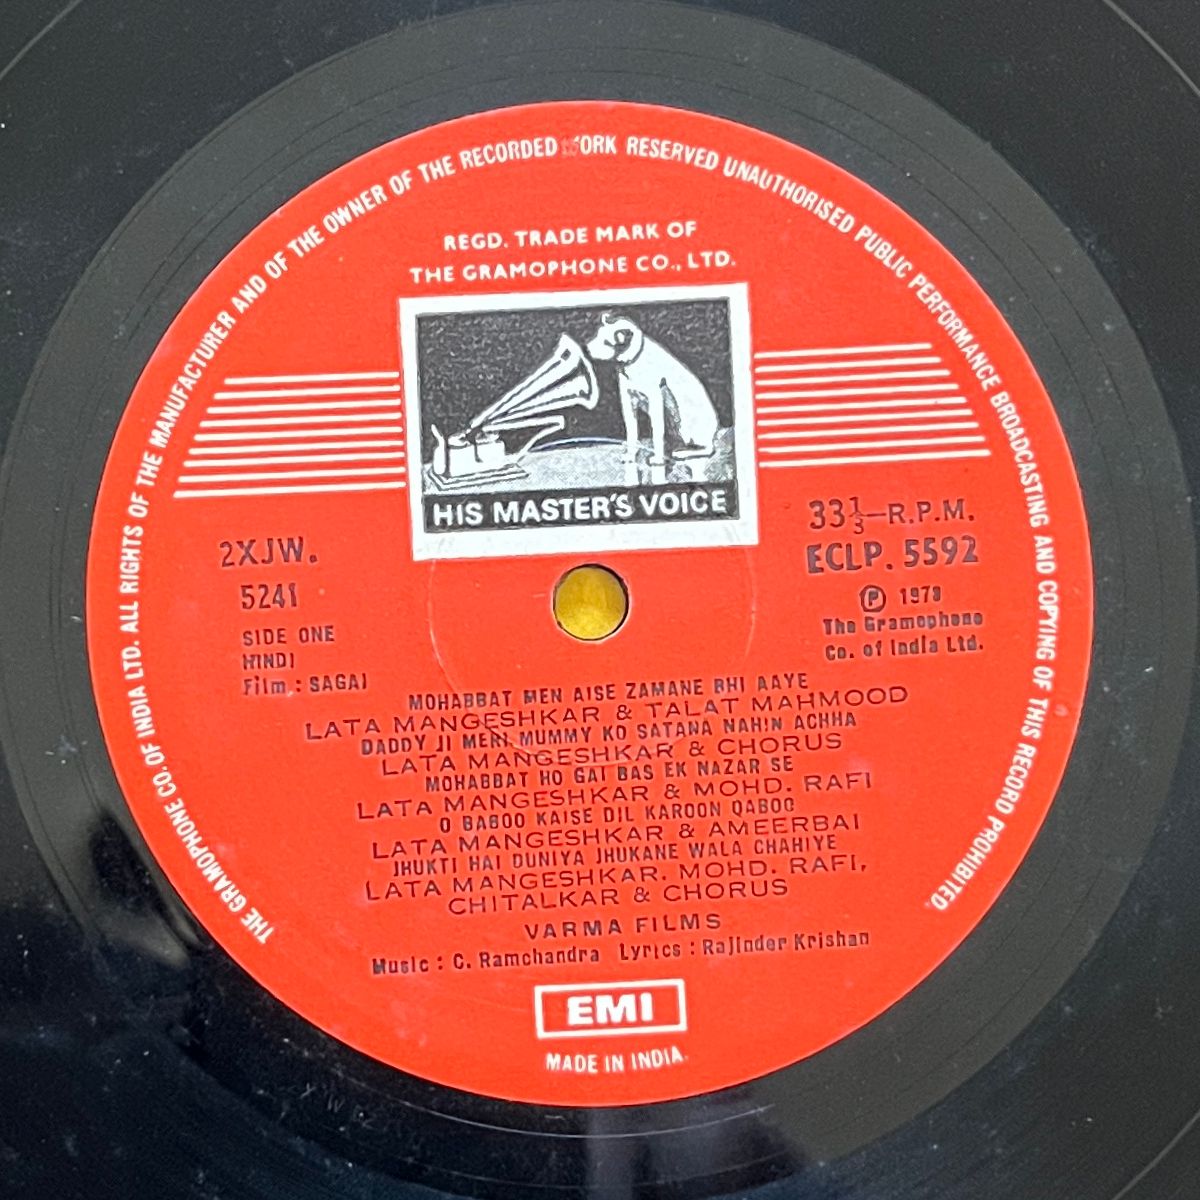 THE GRAMOPHONE CO. OF INDIA LTD. ALL RIGHTS OF THE MANUFACTURER AND OF THE OWNER OF THE RECORDED WORK RESERVED UNAUTHORISED PUBLIC PERFORMANCE BROADCASTING AND COPYING OF THIS RECORD PROHIBITED.
REGD. TRADE MARK OF
THE GRAMOPHONE CO., LTD.
HIS MASTER'S VOICE
2XJW.
5241
SIDE ONE
HINDI
Film : SAGAI
33⅓—R.P.M.
ECLP. 5592
Ⓟ 1978
The Gramophone
Co. of India Ltd.
MOHABBAT MEN AISE ZAMANE BHI AAYE
LATA MANGESHKAR & TALAT MAHMOOD
DADDY JI MERI MUMMY KO SATANA NAHIN ACHHA
LATA MANGESHKAR & CHORUS
MOHABBAT HO GAI BAS EK NAZAR SE
LATA MANGESHKAR & MOHD. RAFI
O BABOO KAISE DIL KAROON QABOO
LATA MANGESHKAR & AMEERBAI
JHUKTI HAI DUNIYA JHUKANE WALA CHAHIYE
LATA MANGESHKAR. MOHD. RAFI,
CHITALKAR & CHORUS
VARMA FILMS
Music : C. Ramchandra Lyrics : Rajinder Krishan
EMI
MADE IN INDIA.